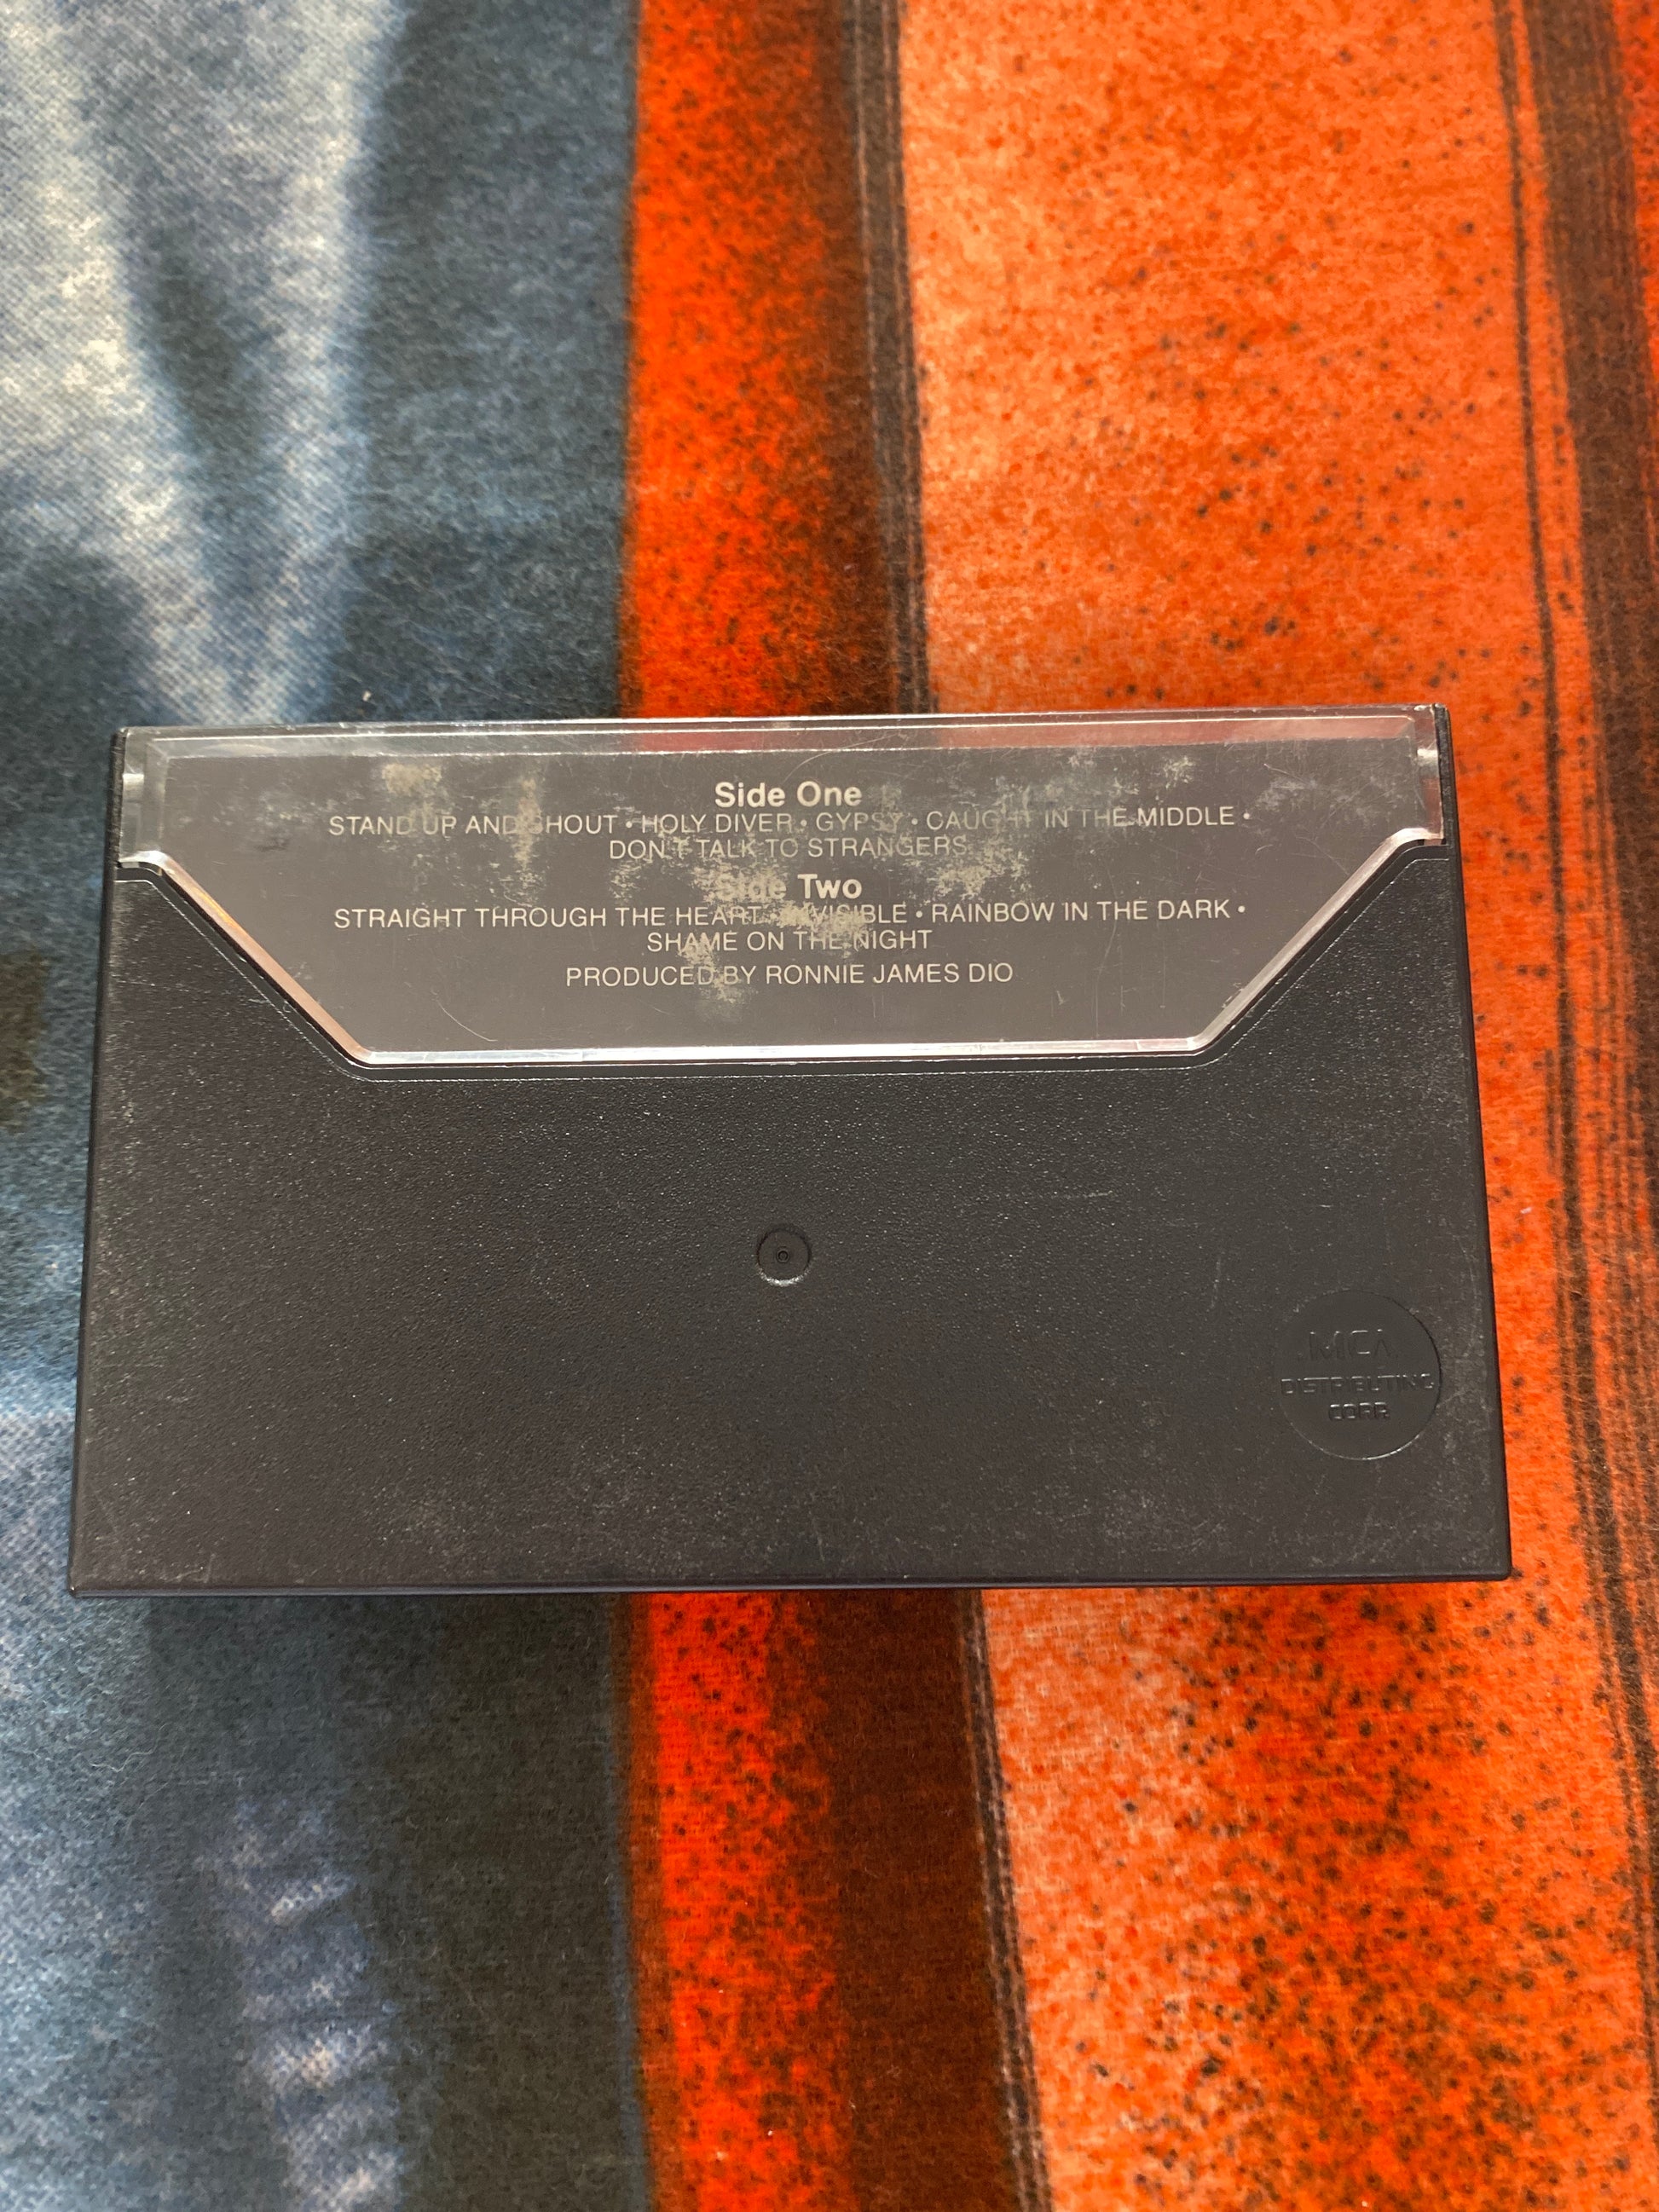 Side One
STAND UP AND SHOUT • HOLY DIVER • GYPSY • CAUGHT IN THE MIDDLE •
DON'T TALK TO STRANGERS
Side Two
STRAIGHT THROUGH THE HEART • INVISIBLE • RAINBOW IN THE DARK •
SHAME ON THE NIGHT
PRODUCED BY RONNIE JAMES DIO
MCA
DISTRIBUTING
CORP.